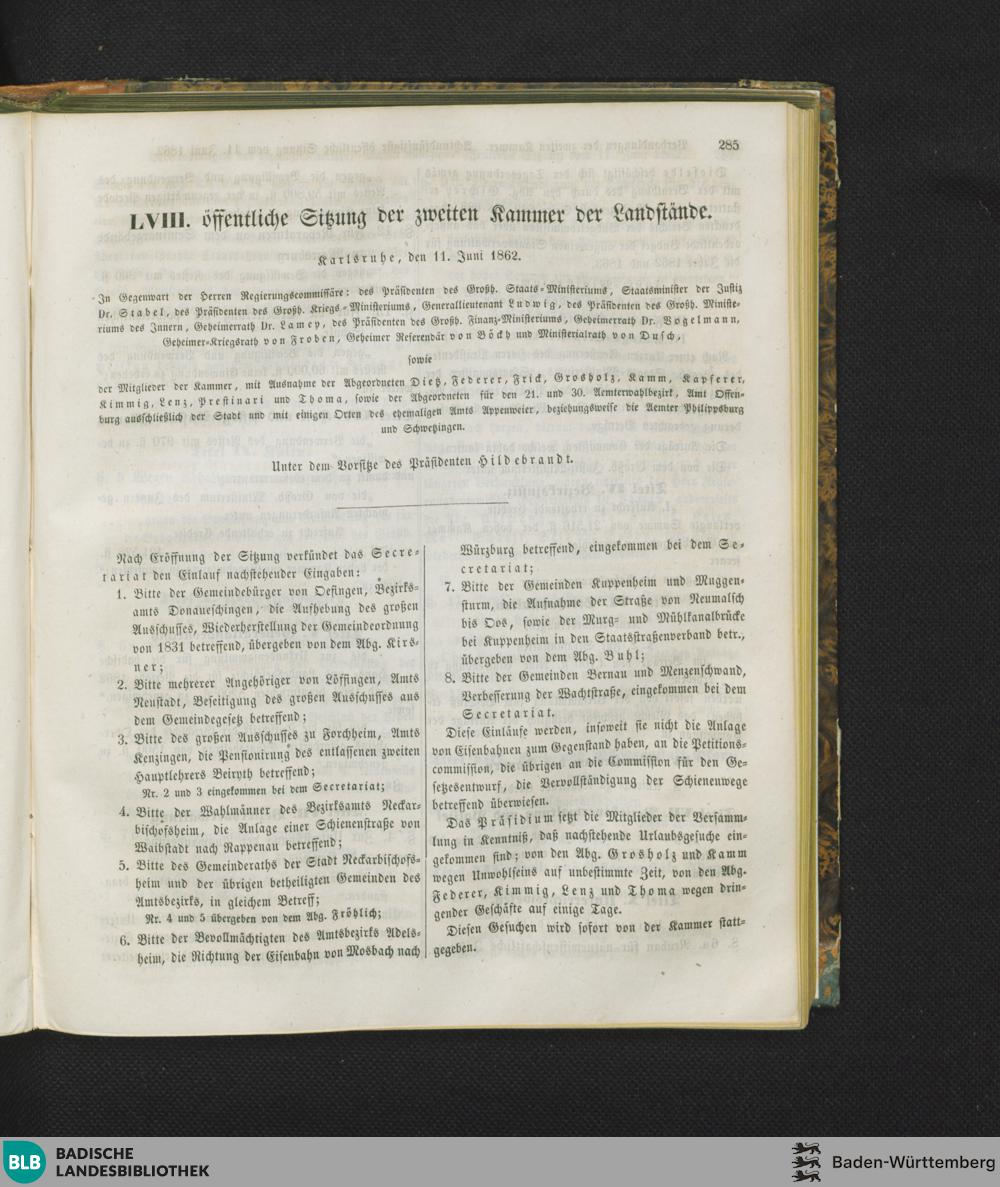 285
LVIII. öffentliche Sitzung der zweiten Kammer der Landstände.
Karlsruhe, den 11. Juni 1862.
In Gegenwart der Herren Regierungscommissäre: des Präsidenten des Großh. Staats-Ministeriums, Staatsminister der Justiz
Dr. Stabel, des Präsidenten des Großh. Kriegs-Ministeriums, Generallieutenant Ludwig, des Präsidenten des Großh. Ministe-
riums des Innern, Geheimerrath Dr. Lamey, des Präsidenten des Großh. Finanz-Ministeriums, Geheimerrath Dr. Vogelmann,
Geheimer-Kriegsrath von Froben, Geheimer Referendär von Böckh und Ministerialrath von Dusch,
sowie
der Mitglieder der Kammer, mit Ausnahme der Abgeordneten Dietz, Federer, Frick, Grosholz, Kamm, Kapferer,
Kimmig, Lenz, Prestinari und Thoma, sowie der Abgeordneten für den 21. und 30. Aemterwahlbezirk, Amt Offen-
burg ausschließlich der Stadt und mit einigen Orten des ehemaligen Amts Appenweier, beziehungsweise die Aemter Philippsburg
und Schwetzingen.
Unter dem Vorsitze des Präsidenten Hildebrandt.
Nach Eröffnung der Sitzung verkündet das Secre-
tariat den Einlauf nachstehender Eingaben:
1. Bitte der Gemeindebürger von Oefingen, Bezirks-
amts Donaueschingen, die Aufhebung des großen
Ausschusses, Wiederherstellung der Gemeindeordnung
von 1831 betreffend, übergeben von dem Abg. Kirs-
ner;
2. Bitte mehrerer Angehöriger von Löffingen, Amts
Neustadt, Beseitigung des großen Ausschusses aus
dem Gemeindegesetz betreffend;
3. Bitte des großen Ausschusses zu Forchheim, Amts
Kenzingen, die Pensionirung des entlassenen zweiten
Hauptlehrers Beiryth betreffend;
Nr. 2 und 3 eingekommen bei dem Secretariat;
4. Bitte der Wahlmänner des Bezirksamts Neckar-
bischofsheim, die Anlage einer Schienenstraße von
Waibstadt nach Rappenau betreffend;
5. Bitte des Gemeinderaths der Stadt Neckarbischofs-
heim und der übrigen betheiligten Gemeinden des
Amtsbezirks, in gleichem Betreff;
Nr. 4 und 5 übergeben von dem Abg. Fröhlich;
6. Bitte der Bevollmächtigten des Amtsbezirks Adels-
heim, die Richtung der Eisenbahn von Mosbach nach
Würzburg betreffend, eingekommen bei dem Se-
cretariat;
7. Bitte der Gemeinden Kuppenheim und Muggen-
sturm, die Aufnahme der Straße von Neumalsch
bis Oos, sowie der Murg- und Mühlkanalbrücke
bei Kuppenheim in den Staatsstraßenverband betr.,
übergeben von dem Abg. Buhl;
8. Bitte der Gemeinden Bernau und Menzenschwand,
Verbesserung der Wachtstraße, eingekommen bei dem
Secretariat.
Diese Einläufe werden, insoweit sie nicht die Anlage
von Eisenbahnen zum Gegenstand haben, an die Petitions-
commission, die übrigen an die Commission für den Ge-
setzesentwurf, die Vervollständigung der Schienenwege
betreffend überwiesen.
Das Präsidium setzt die Mitglieder der Versamm-
lung in Kenntniß, daß nachstehende Urlaubsgesuche ein-
gekommen sind; von den Abg. Grosholz und Kamm
wegen Unwohlseins auf unbestimmte Zeit, von den Abg.
Federer, Kimmig, Lenz und Thoma wegen drin-
gender Geschäfte auf einige Tage.
Diesen Gesuchen wird sofort von der Kammer statt-
gegeben.
BLB BADISCHE
LANDESBIBLIOTHEK
Baden-Württemberg